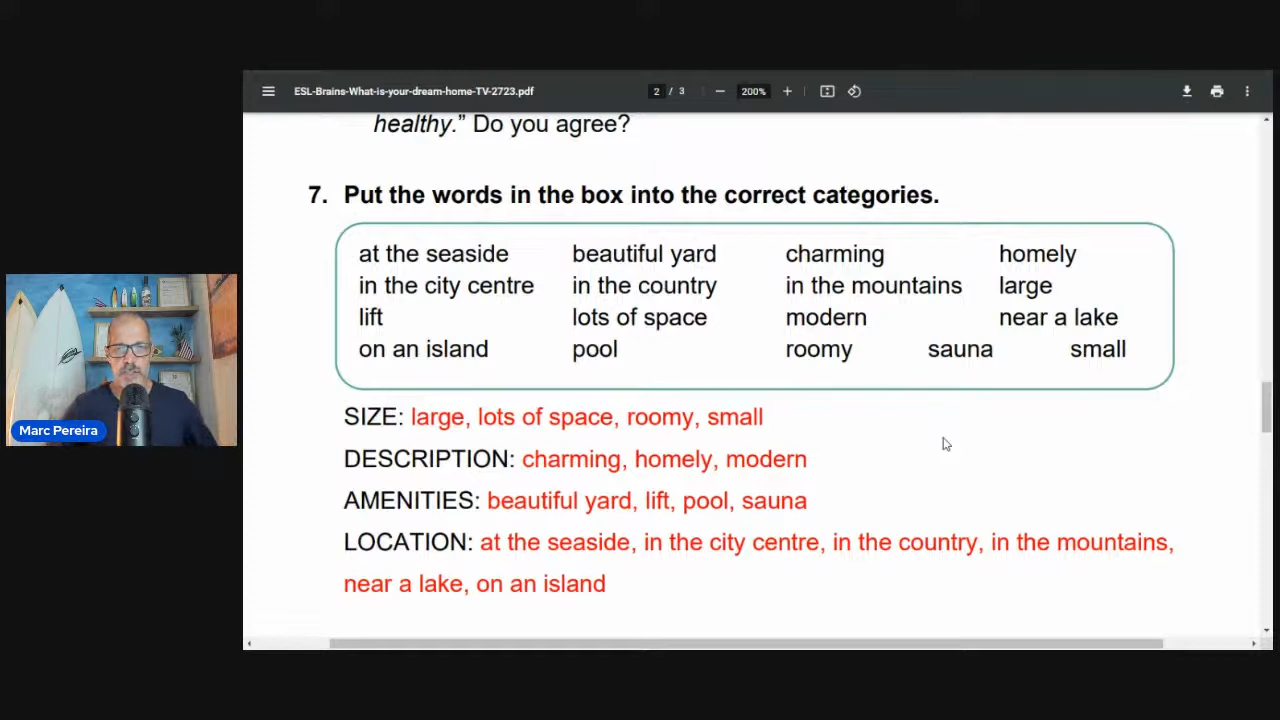 ESL-Brains-What-is-your-dream-home-TV-2723.pdf 2 / 3 200%
healthy.” Do you agree?
7. Put the words in the box into the correct categories.
at the seaside beautiful yard charming homely
in the city centre in the country in the mountains large
lift lots of space modern near a lake
on an island pool roomy sauna small
SIZE: large, lots of space, roomy, small
DESCRIPTION: charming, homely, modern
AMENITIES: beautiful yard, lift, pool, sauna
LOCATION: at the seaside, in the city centre, in the country, in the mountains,
near a lake, on an island
Marc Pereira